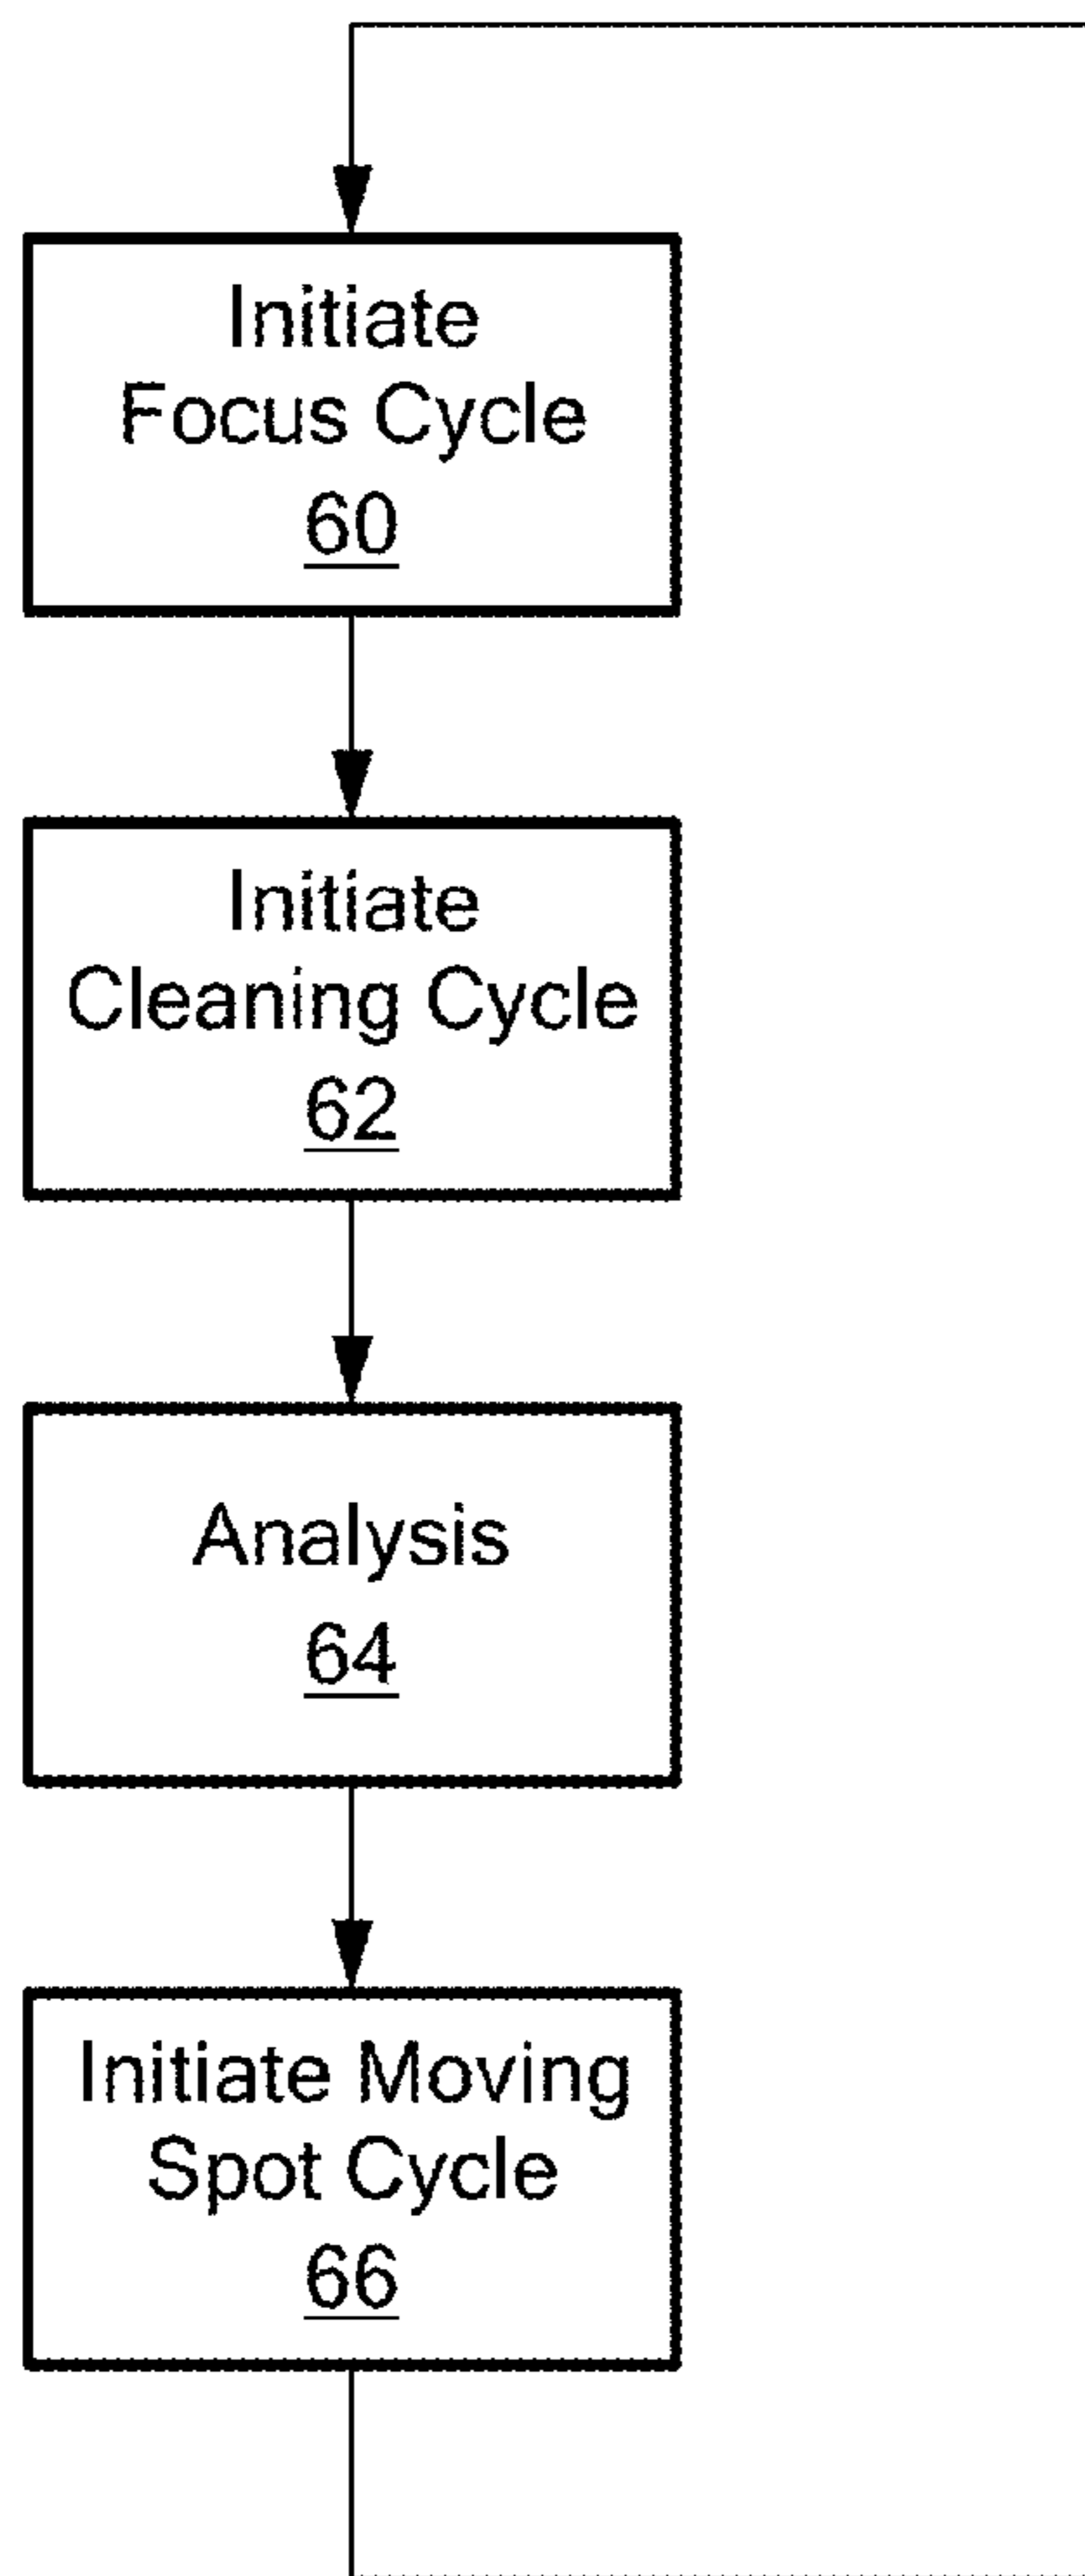 Initiate
Focus Cycle
60
Initiate
Cleaning Cycle
62
Analysis
64
Initiate Moving
Spot Cycle
66